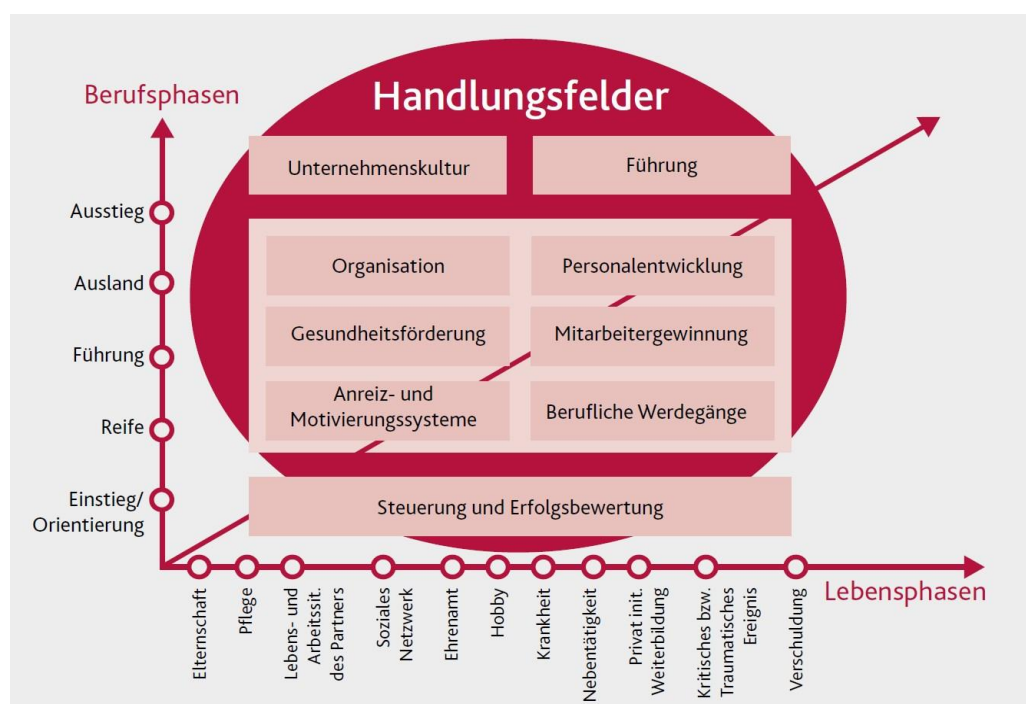 Berufsphasen
Handlungsfelder
Unternehmenskultur
Führung
Ausstieg
Organisation
Personalentwicklung
Ausland
Gesundheitsförderung
Mitarbeitergewinnung
Führung
Anreiz- und
Motivierungssysteme
Berufliche Werdegänge
Reife
Einstieg/
Orientierung
Steuerung und Erfolgsbewertung
Lebensphasen
Elternschaft
Pflege
Lebens- und
Arbeitssit.
des Partners
Soziales
Netzwerk
Ehrenamt
Hobby
Krankheit
Nebentätigkeit
Privat init.
Weiterbildung
Kritisches bzw.
Traumatisches
Ereignis
Verschuldung